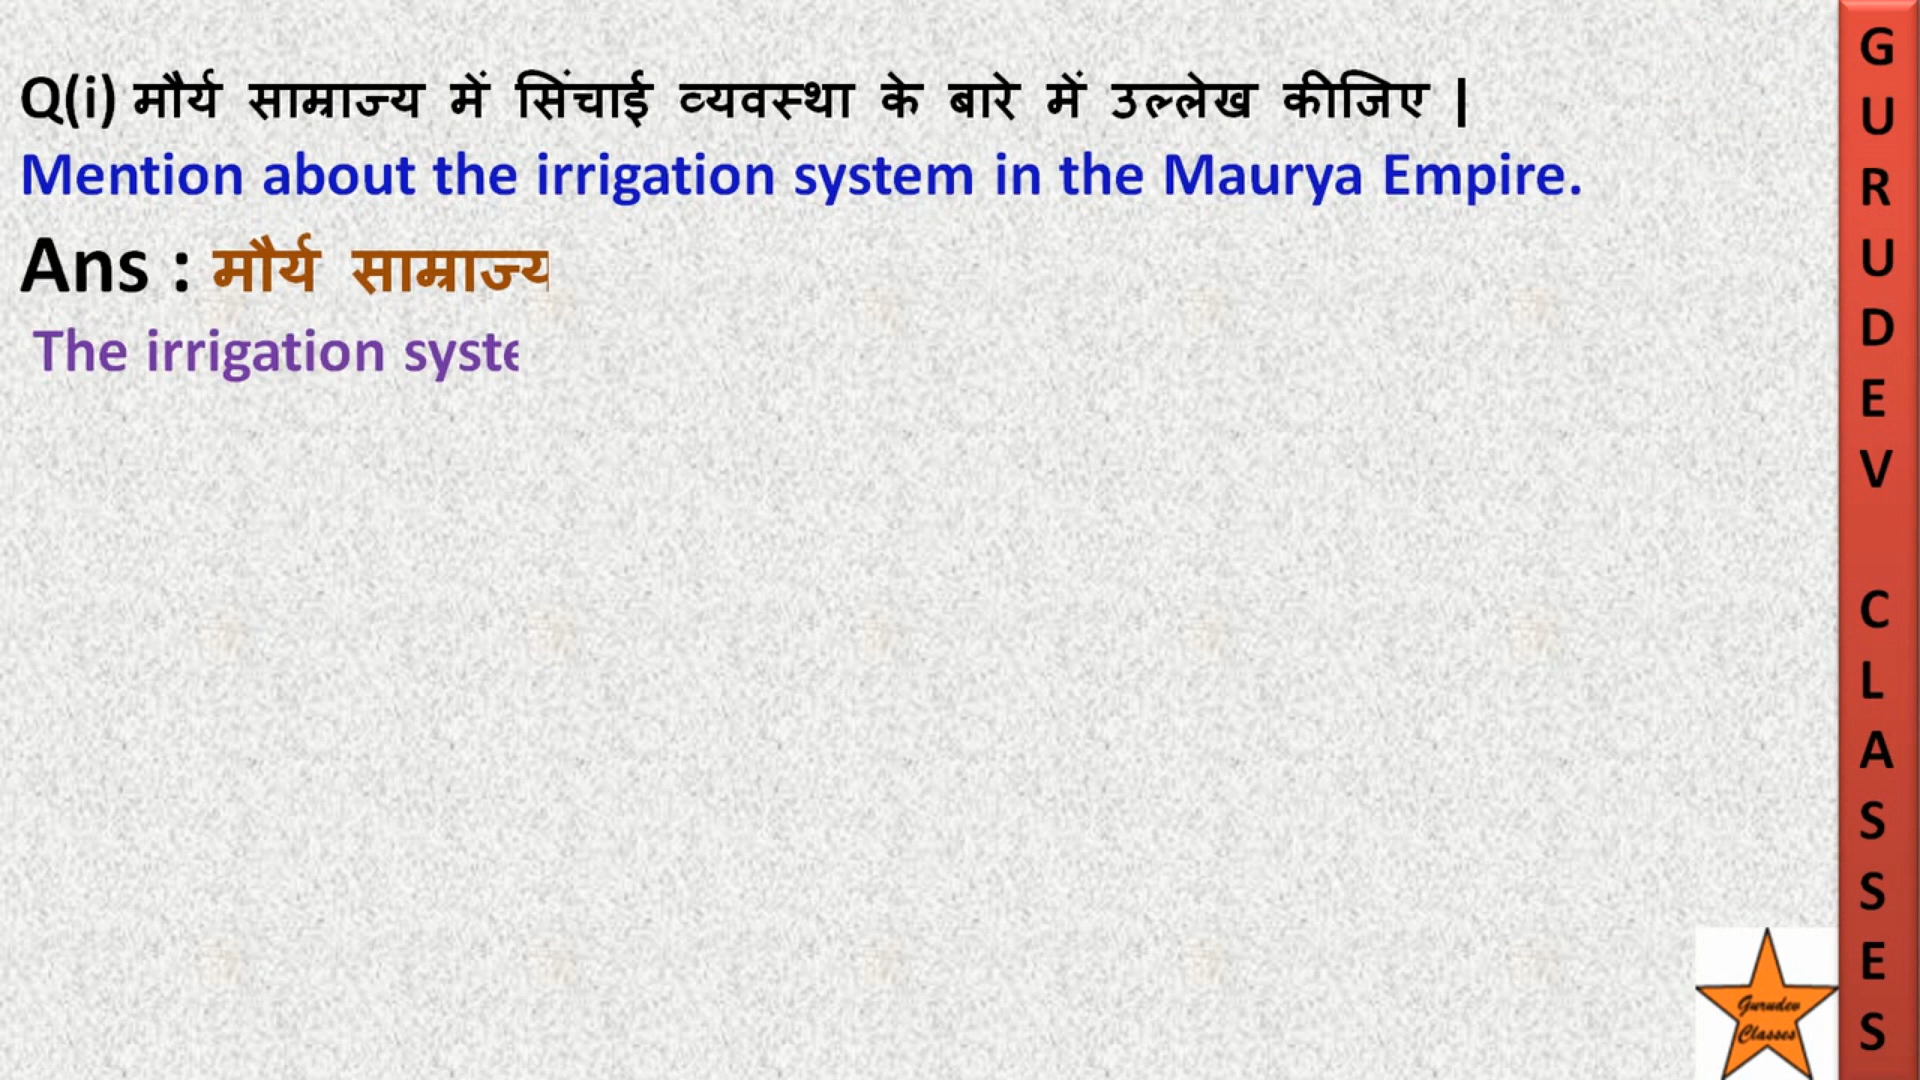 Q(i) मौर्य साम्राज्य में सिंचाई व्यवस्था के बारे में उल्लेख कीजिए |
Mention about the irrigation system in the Maurya Empire.
Ans : मौर्य साम्राज्य
The irrigation syste
GURUDEV CLASSES
Gurudev
Classes